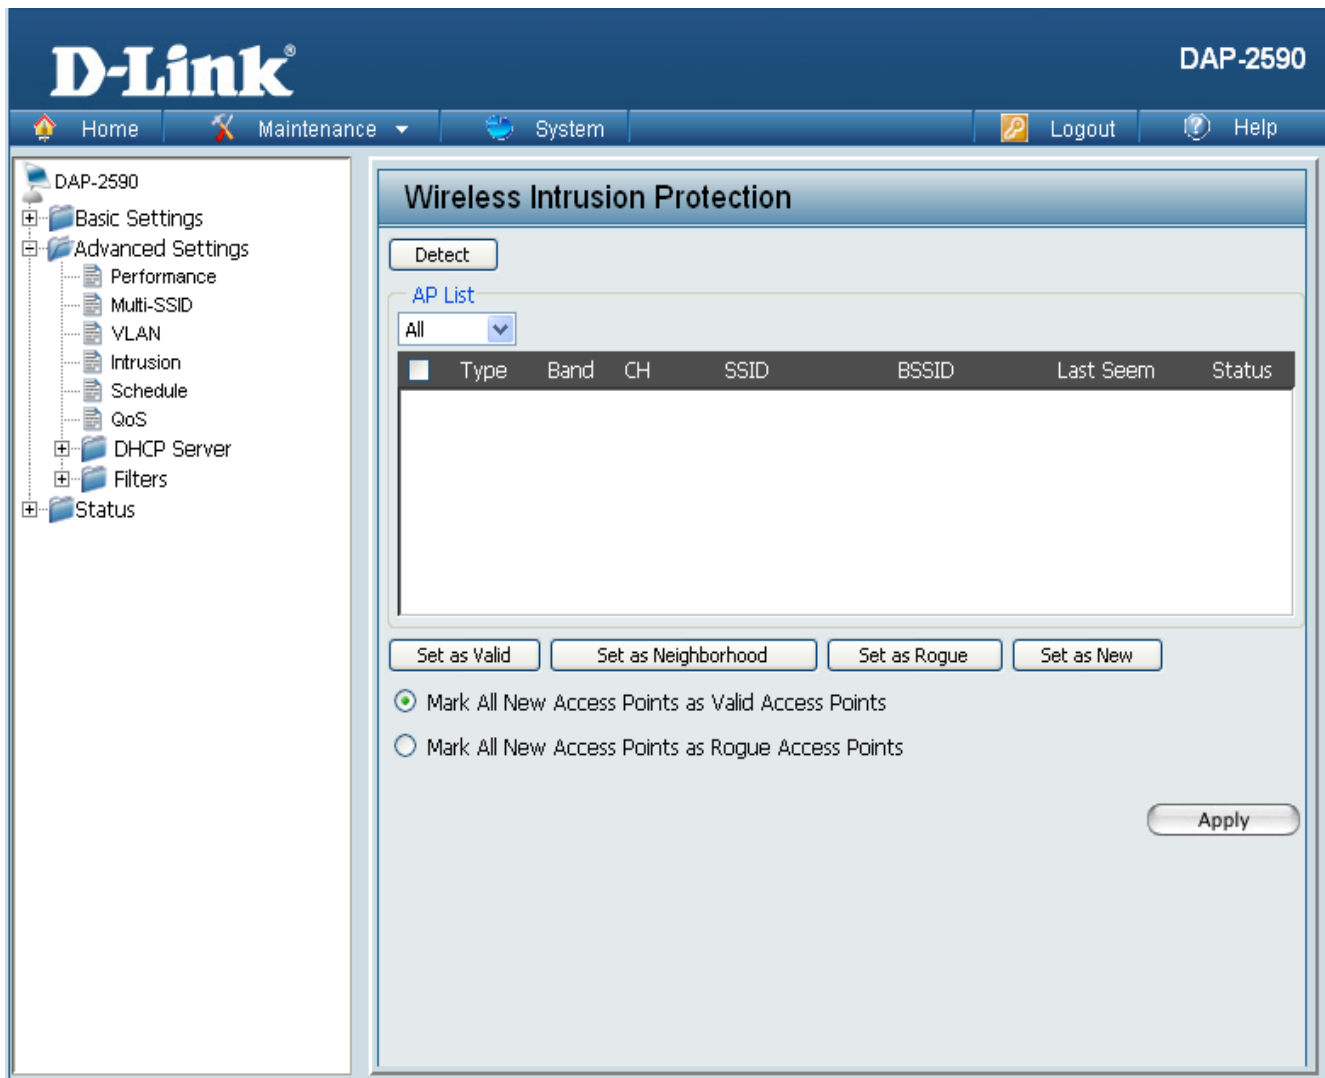 D-Link®
DAP-2590
Home Maintenance System Logout Help
DAP-2590
Basic Settings
Advanced Settings
Performance
Multi-SSID
VLAN
Intrusion
Schedule
QoS
DHCP Server
Filters
Status
Wireless Intrusion Protection
Detect
AP List
All
Type Band CH SSID BSSID Last Seem Status
Set as Valid Set as Neighborhood Set as Rogue Set as New
Mark All New Access Points as Valid Access Points
Mark All New Access Points as Rogue Access Points
Apply